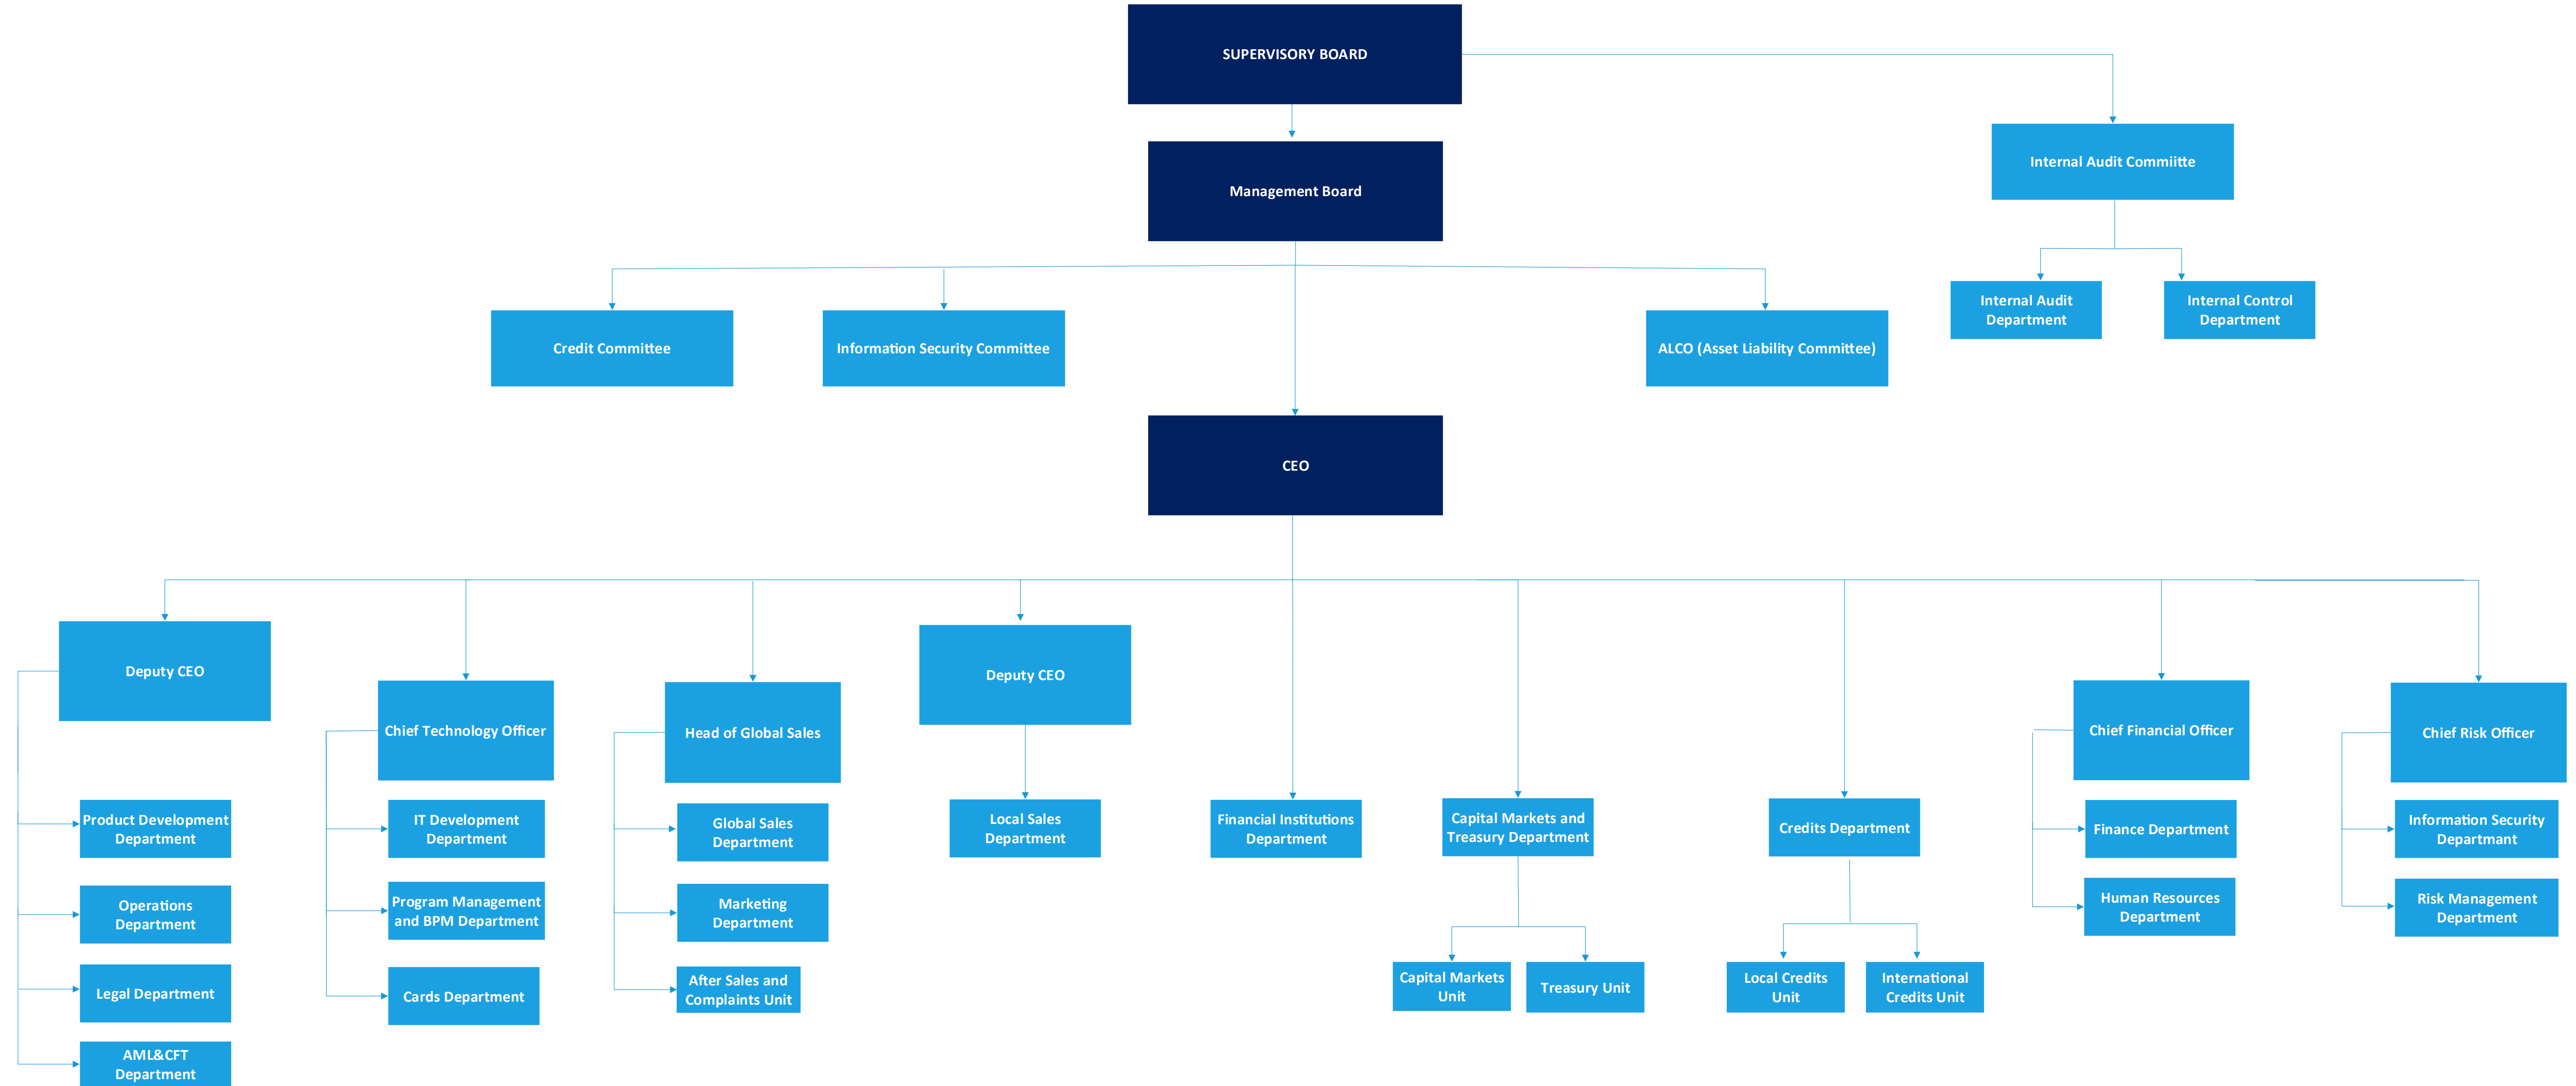 SUPERVISORY BOARD
Internal Audit Commiitte
Management Board
Internal Audit
Department
Internal Control
Department
Credit Committee
Information Security Committee
ALCO (Asset Liability Committee)
CEO
Deputy CEO
Deputy CEO
Chief Technology Officer
Head of Global Sales
Chief Financial Officer
Chief Risk Officer
Product Development
Department
IT Development
Department
Global Sales
Department
Local Sales
Department
Financial Institutions
Department
Capital Markets and
Treasury Department
Credits Department
Finance Department
Information Security
Departmant
Operations
Department
Program Management
and BPM Department
Marketing
Department
Human Resources
Department
Risk Management
Department
Legal Department
Cards Department
After Sales and
Complaints Unit
Capital Markets
Unit
Treasury Unit
Local Credits
Unit
International
Credits Unit
AML&CFT
Department